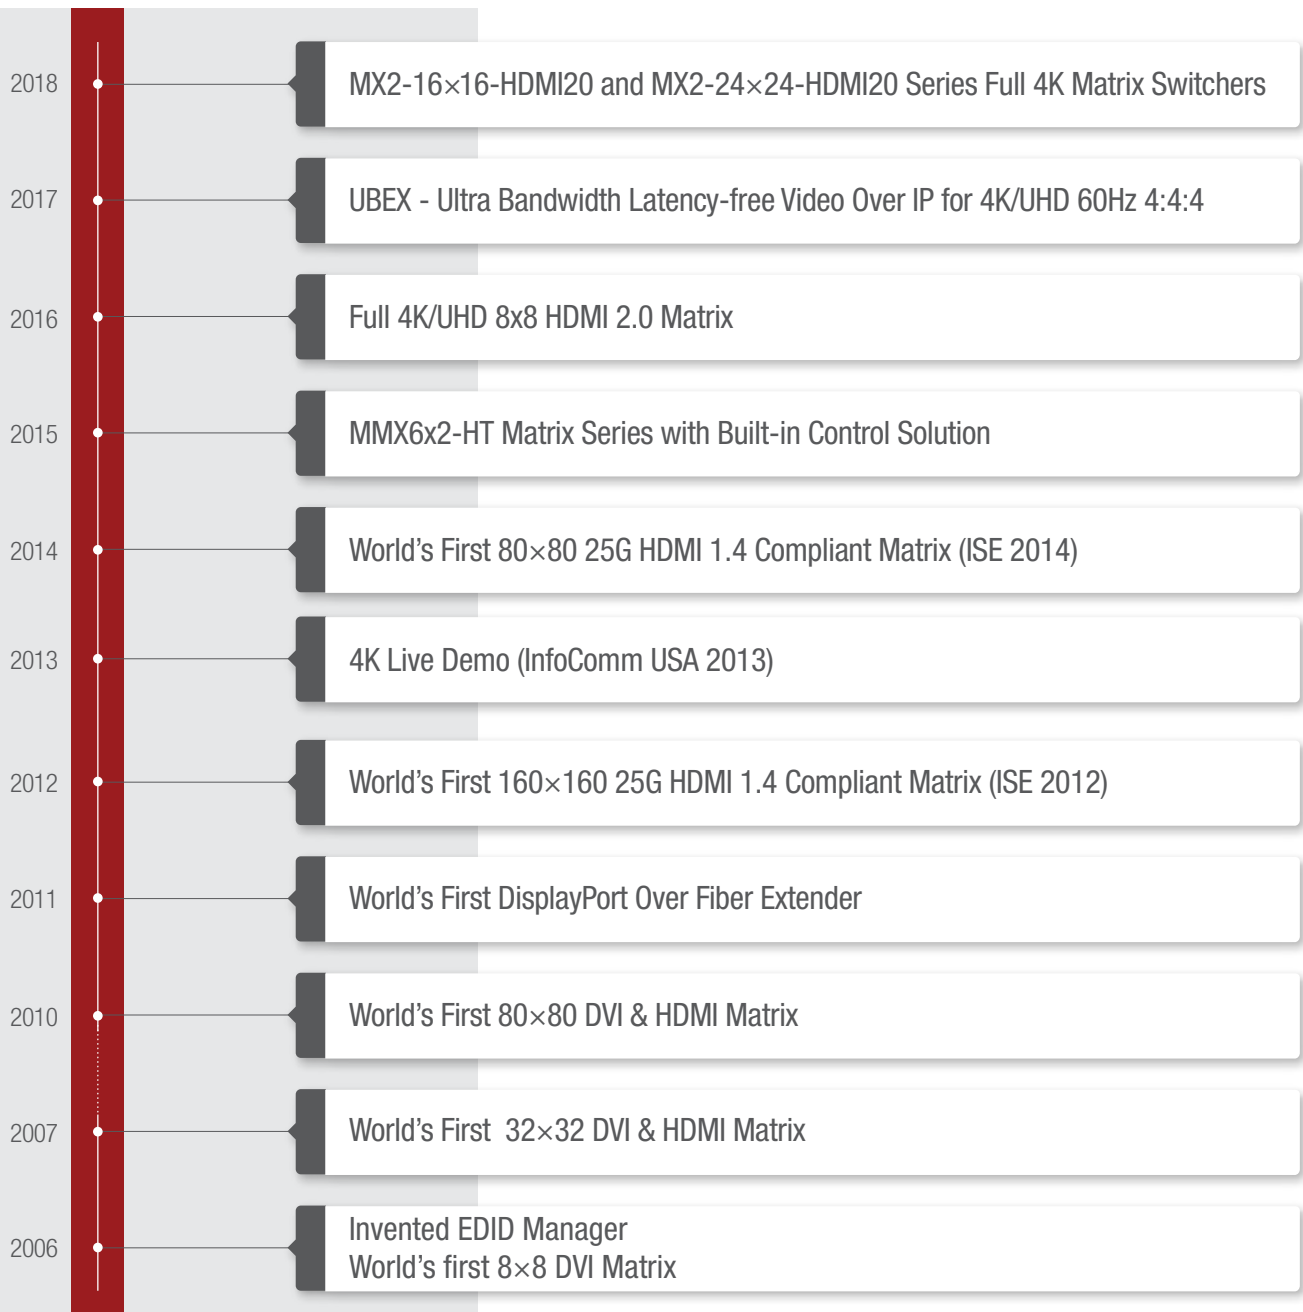 2018
MX2-16×16-HDMI20 and MX2-24×24-HDMI20 Series Full 4K Matrix Switchers
2017
UBEX - Ultra Bandwidth Latency-free Video Over IP for 4K/UHD 60Hz 4:4:4
2016
Full 4K/UHD 8x8 HDMI 2.0 Matrix
2015
MMX6x2-HT Matrix Series with Built-in Control Solution
2014
World's First 80×80 25G HDMI 1.4 Compliant Matrix (ISE 2014)
2013
4K Live Demo (InfoComm USA 2013)
2012
World's First 160×160 25G HDMI 1.4 Compliant Matrix (ISE 2012)
2011
World's First DisplayPort Over Fiber Extender
2010
World's First 80×80 DVI & HDMI Matrix
2007
World's First 32×32 DVI & HDMI Matrix
2006
Invented EDID Manager
World's first 8×8 DVI Matrix